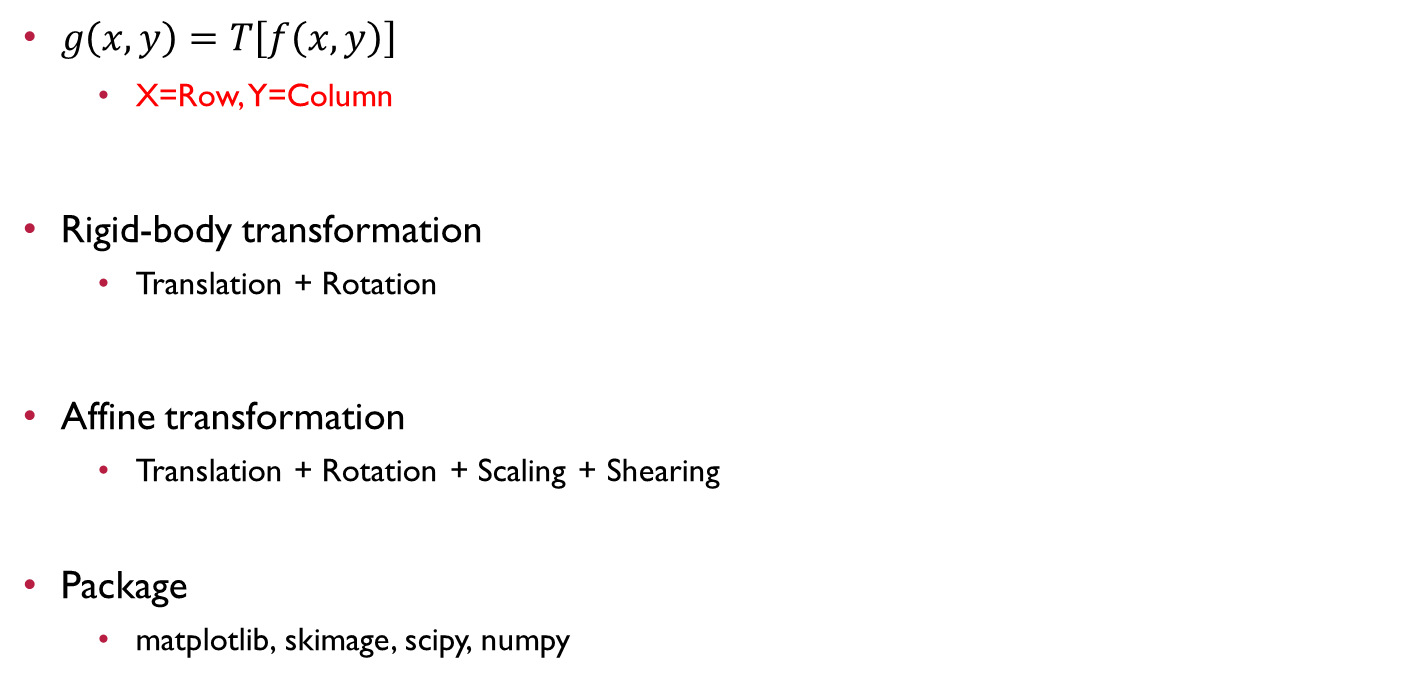 • g(x, y) = T[f(x, y)]
• X=Row, Y=Column
• Rigid-body transformation
• Translation + Rotation
• Affine transformation
• Translation + Rotation + Scaling + Shearing
• Package
• matplotlib, skimage, scipy, numpy